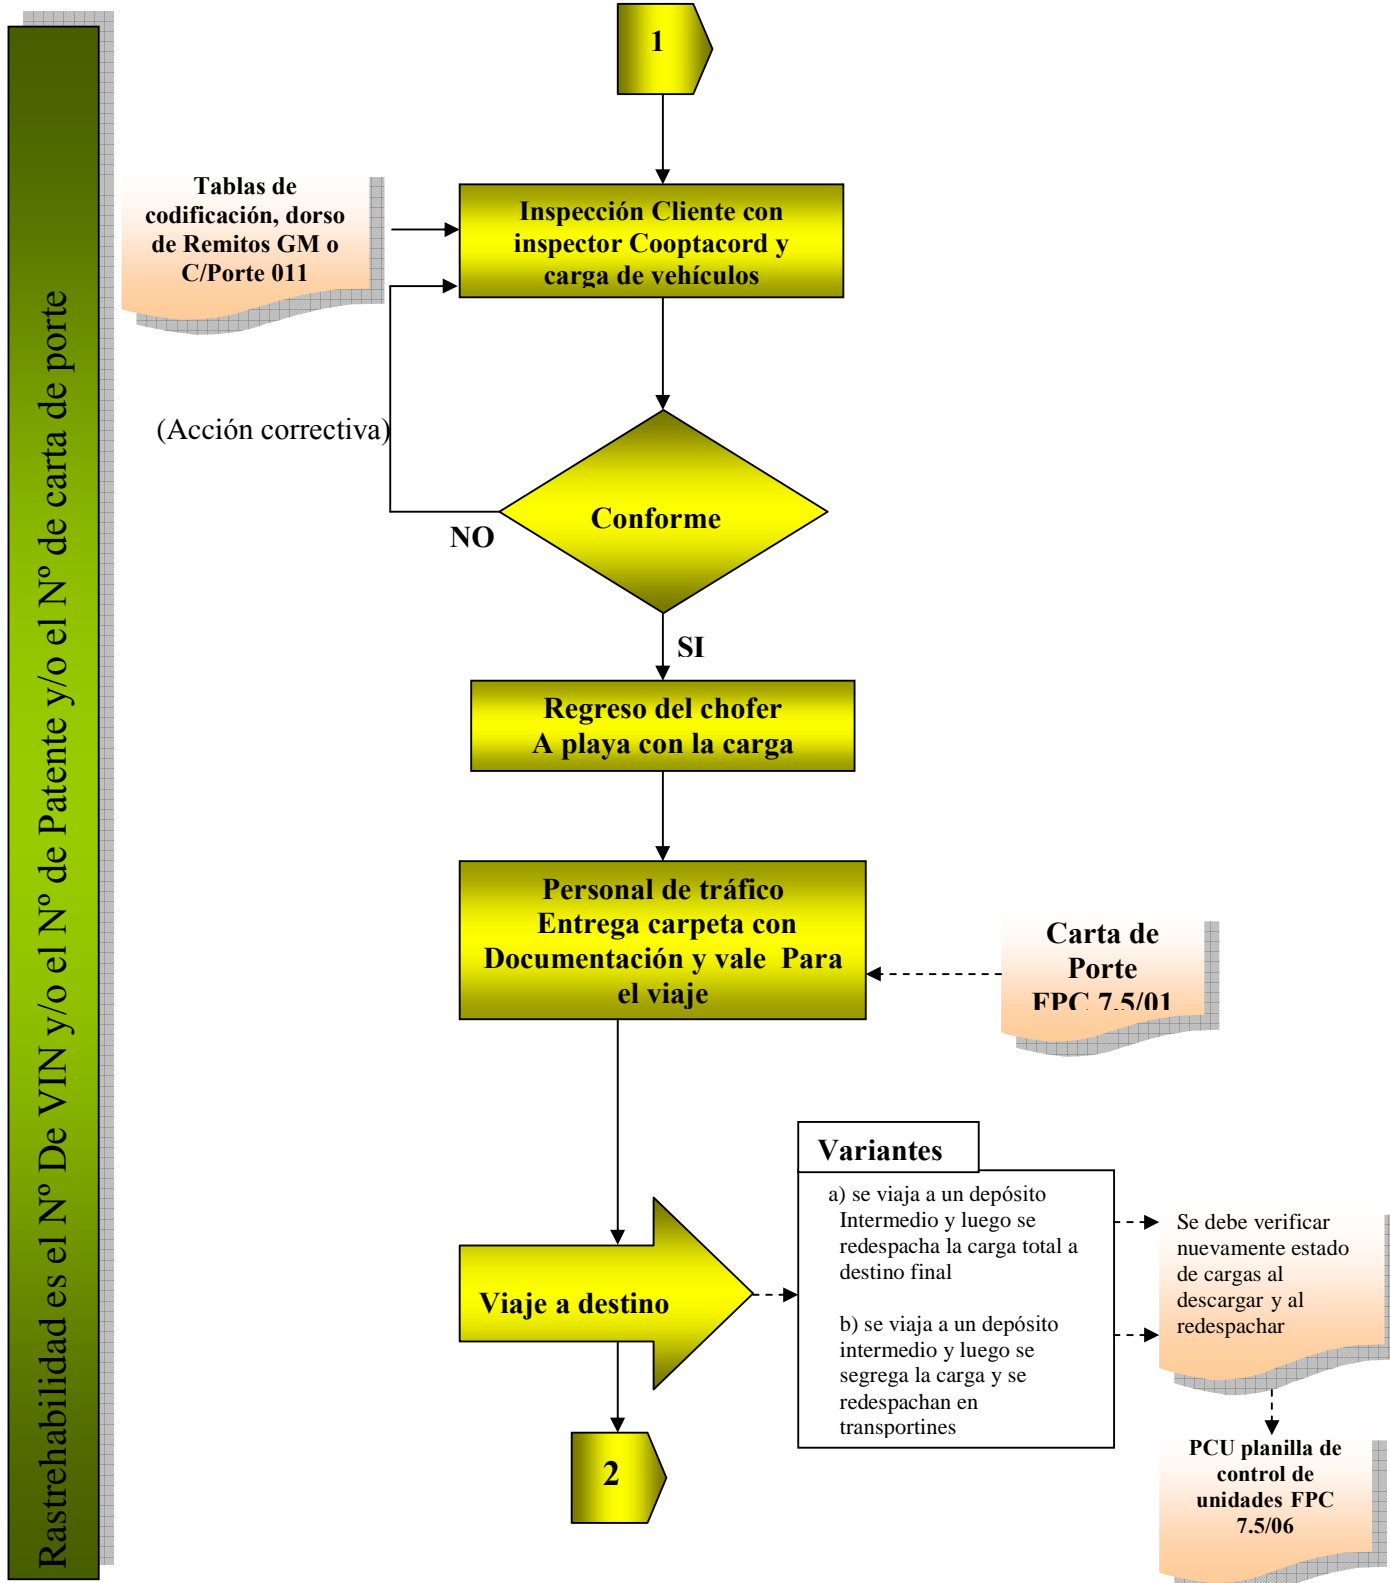 1
Tablas de
codificación, dorso
de Remitos GM o
C/Porte 011
Inspección Cliente con
inspector Cooptacord y
carga de vehículos
(Acción correctiva)
Conforme
NO
SI
Regreso del chofer
A playa con la carga
Personal de tráfico
Entrega carpeta con
Documentación y vale Para
el viaje
Carta de
Porte
FPC 7.5/01
Variantes
a) se viaja a un depósito
Intermedio y luego se
redespacha la carga total a
destino final
b) se viaja a un depósito
intermedio y luego se
segrega la carga y se
redespachan en
transportines
Se debe verificar
nuevamente estado
de cargas al
descargar y al
redespachar
Viaje a destino
2
PCU planilla de
control de
unidades FPC
7.5/06
Rastrehabilidad es el Nº De VIN y/o el Nº de Patente y/o el Nº de carta de porte